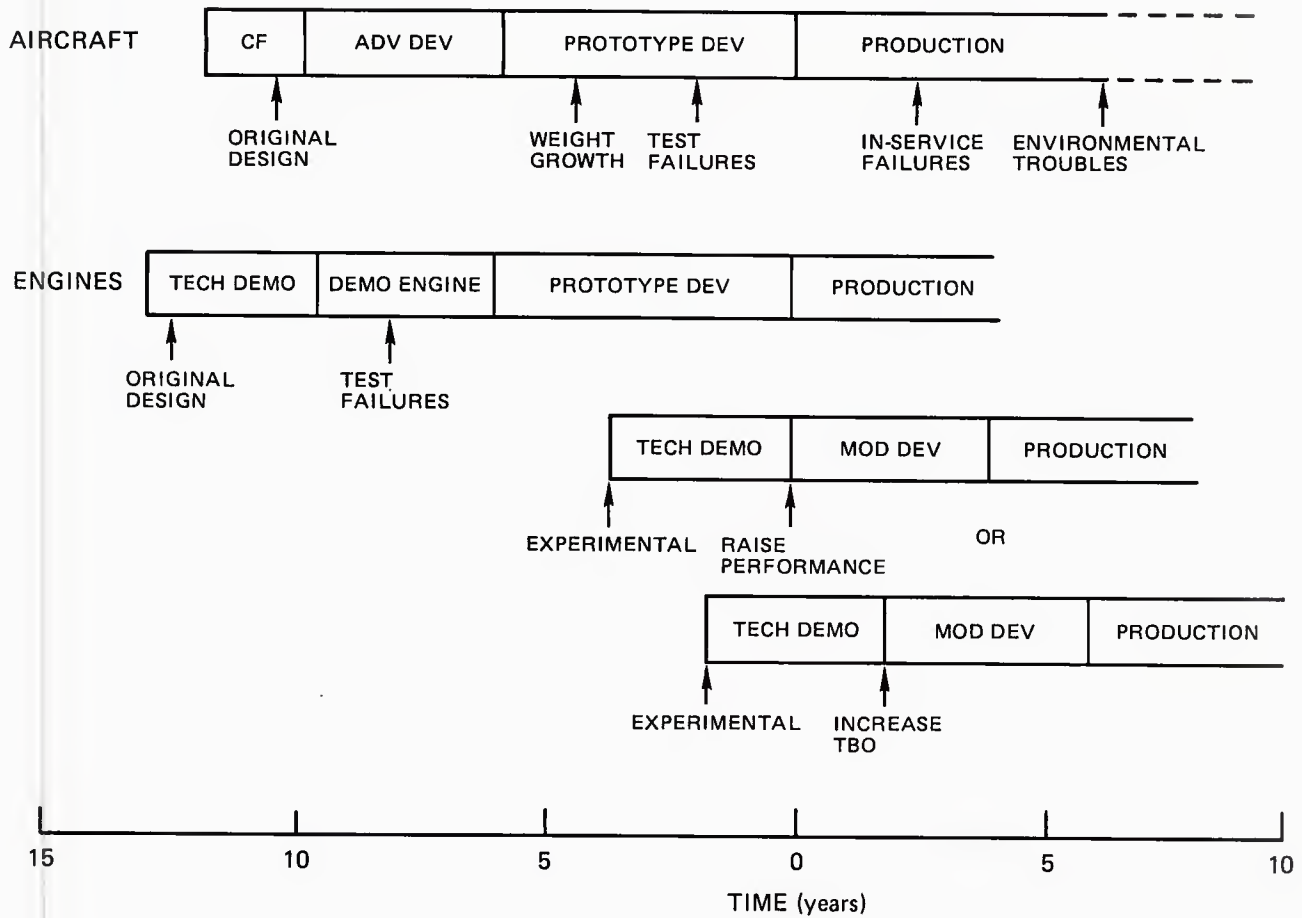 AIRCRAFT
CF
ADV DEV
PROTOTYPE DEV
PRODUCTION
ORIGINAL
DESIGN
WEIGHT
GROWTH
TEST
FAILURES
IN-SERVICE
FAILURES
ENVIRONMENTAL
TROUBLES
ENGINES
TECH DEMO
DEMO ENGINE
PROTOTYPE DEV
PRODUCTION
ORIGINAL
DESIGN
TEST
FAILURES
TECH DEMO
MOD DEV
PRODUCTION
EXPERIMENTAL
RAISE
PERFORMANCE
OR
TECH DEMO
MOD DEV
PRODUCTION
EXPERIMENTAL
INCREASE
TBO
15
10
5
0
5
10
TIME (years)